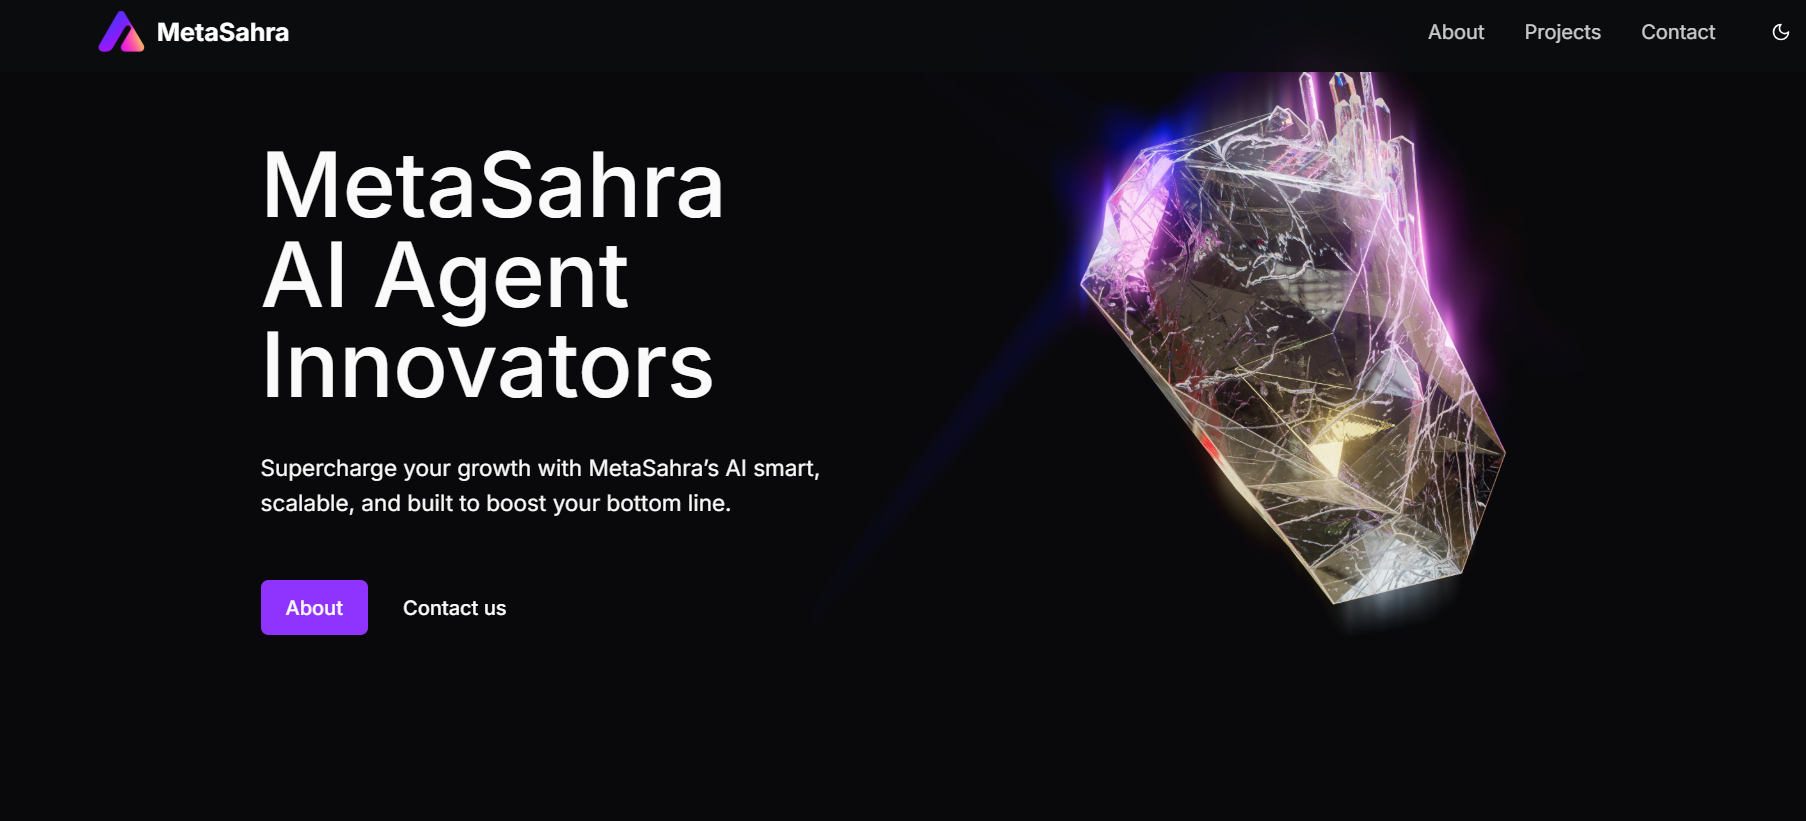 MetaSahra
About
Projects
Contact
MetaSahra
AI Agent
Innovators
Supercharge your growth with MetaSahra’s AI smart,
scalable, and built to boost your bottom line.
About
Contact us